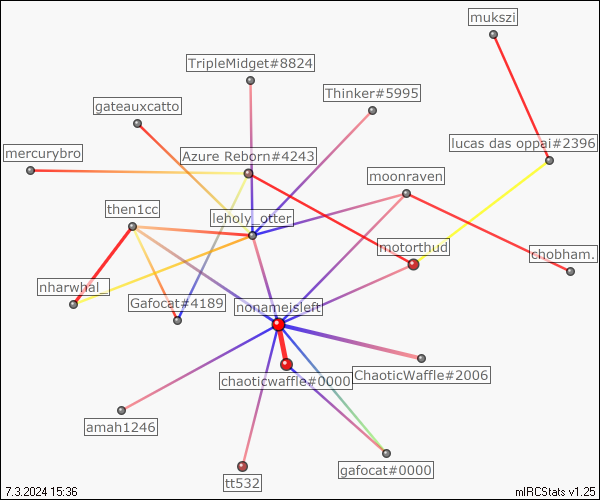 mukszi
TripleMidget#8824
Thinker#5995
gateauxcatto
lucas das oppai#2396
mercurybro
Azure Reborn#4243
moonraven
then1cc
leholy_otter
motorthud
chobham.
nharwhal_
Gafocat#4189
nonameisleft
chaoticwaffle#0000
ChaoticWaffle#2006
amah1246
gafocat#0000
tt532
7.3.2024 15:36
mIRCStats v1.25